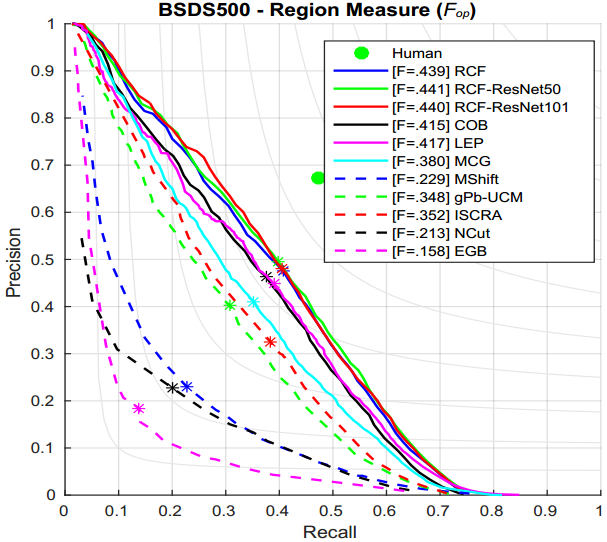 BSDS500 - Region Measure (Fop)
Precision
1
0.9
0.8
0.7
0.6
0.5
0.4
0.3
0.2
0.1
0
Human
[F=.439] RCF
[F=.441] RCF-ResNet50
[F=.440] RCF-ResNet101
[F=.415] COB
[F=.417] LEP
[F=.380] MCG
[F=.229] MShift
[F=.348] gPb-UCM
[F=.352] ISCRA
[F=.213] NCut
[F=.158] EGB
0 0.1 0.2 0.3 0.4 0.5 0.6 0.7 0.8 0.9 1
Recall